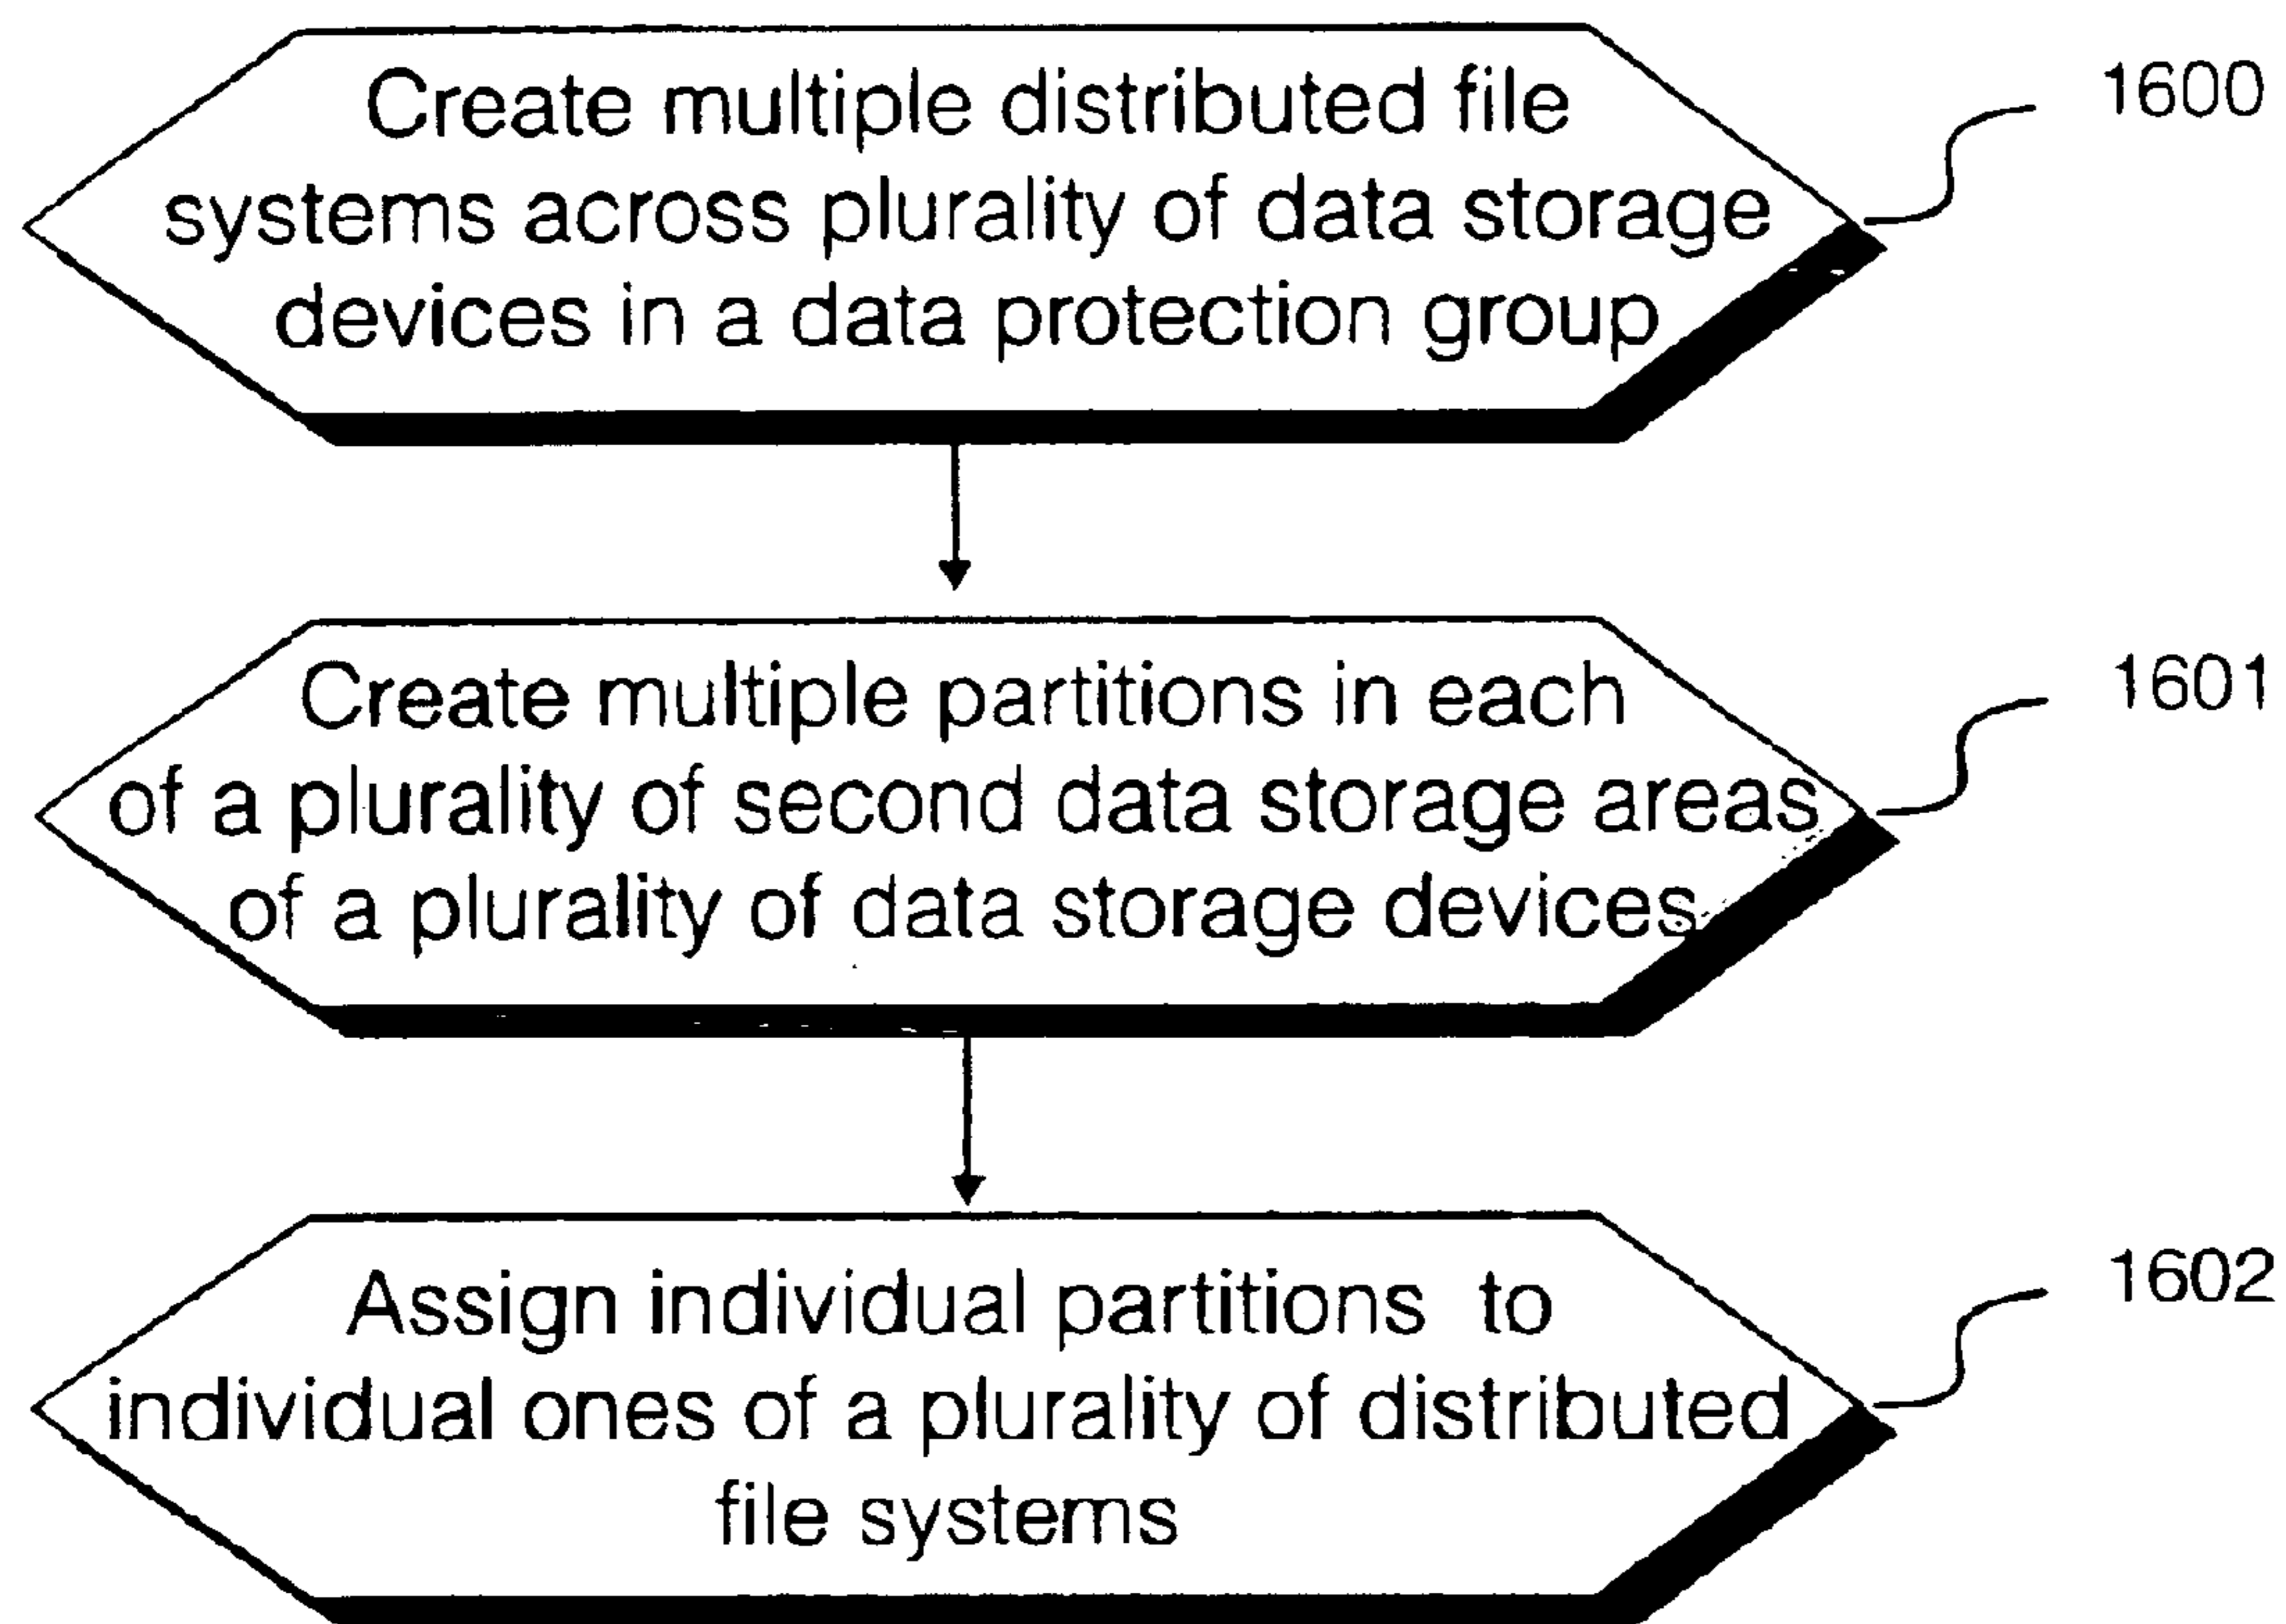 Create multiple distributed file
systems across plurality of data storage
devices in a data protection group
1600
Create multiple partitions in each
of a plurality of second data storage areas
of a plurality of data storage devices
1601
Assign individual partitions to
individual ones of a plurality of distributed
file systems
1602